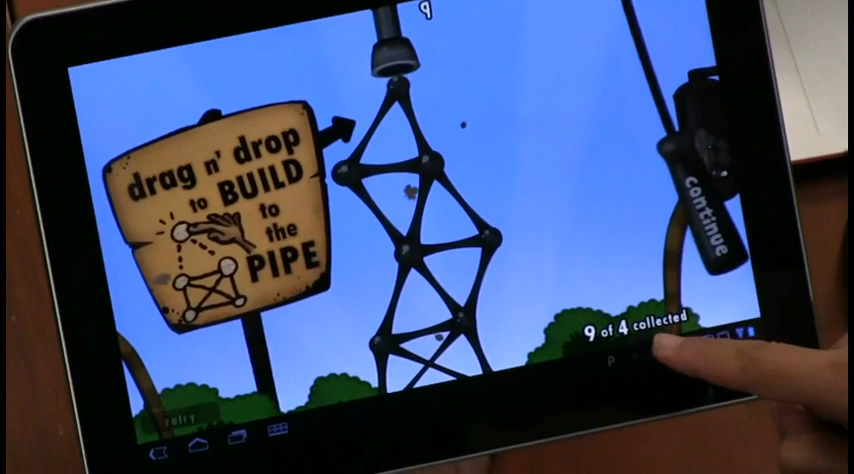 9
drag n' drop
to BUILD
to
the
PIPE
continue
9 of 4 collected
retry